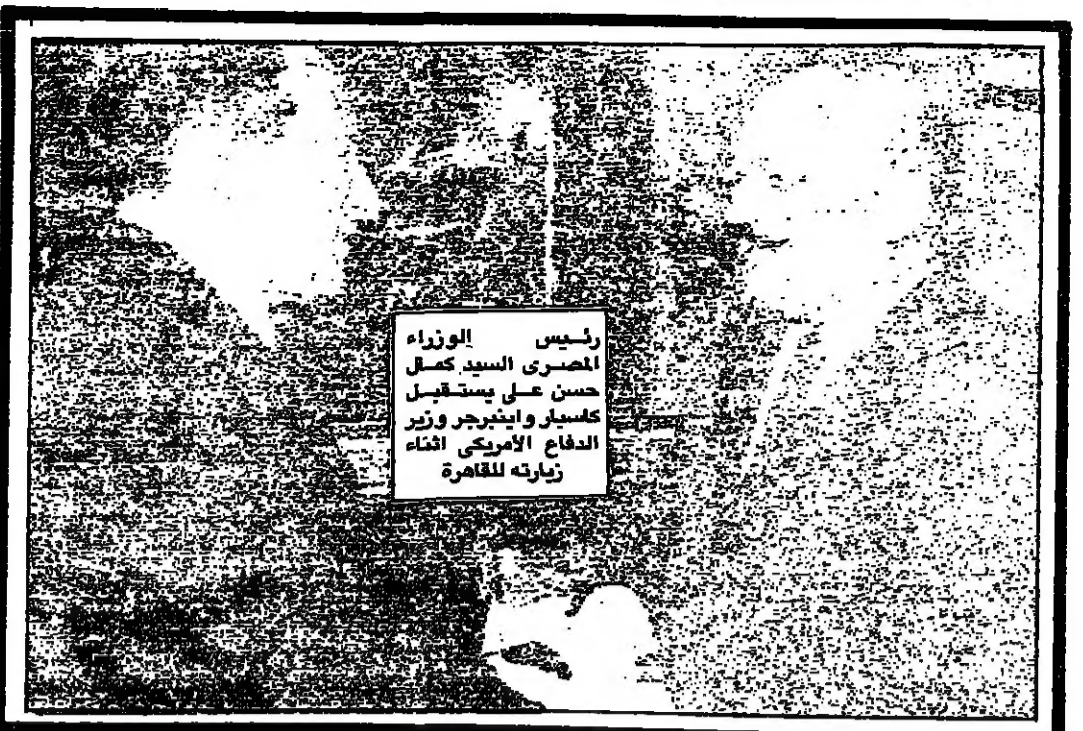 رئيس الوزراء
المصرى السيد كمال
حسن على يستقبل
كاسبار واينبرجر وزير
الدفاع الأمريكى اثناء
زيارته للقاهرة